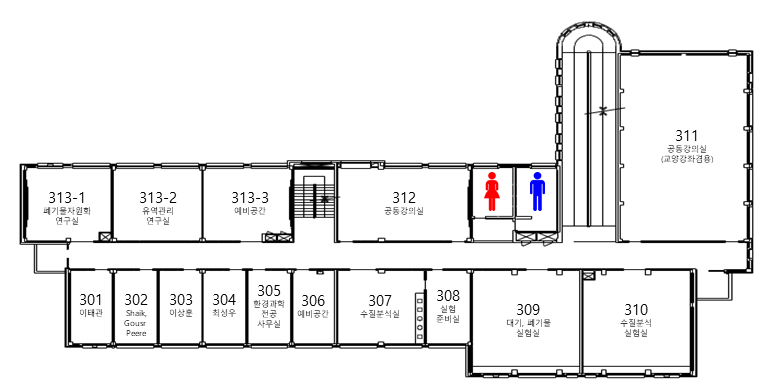 311
공동강의실
(교양강좌겸용)
313-1
폐기물자원화
연구실
313-2
유역관리
연구실
313-3
예비공간
312
공동강의실
301
이태관
302
Shaik,
Gousr
Peere
303
이상훈
304
최성우
305
환경과학
전공
사무실
306
예비공간
307
수질분석실
308
실험
준비실
309
대기, 폐기물
실험실
310
수질분석
실험실